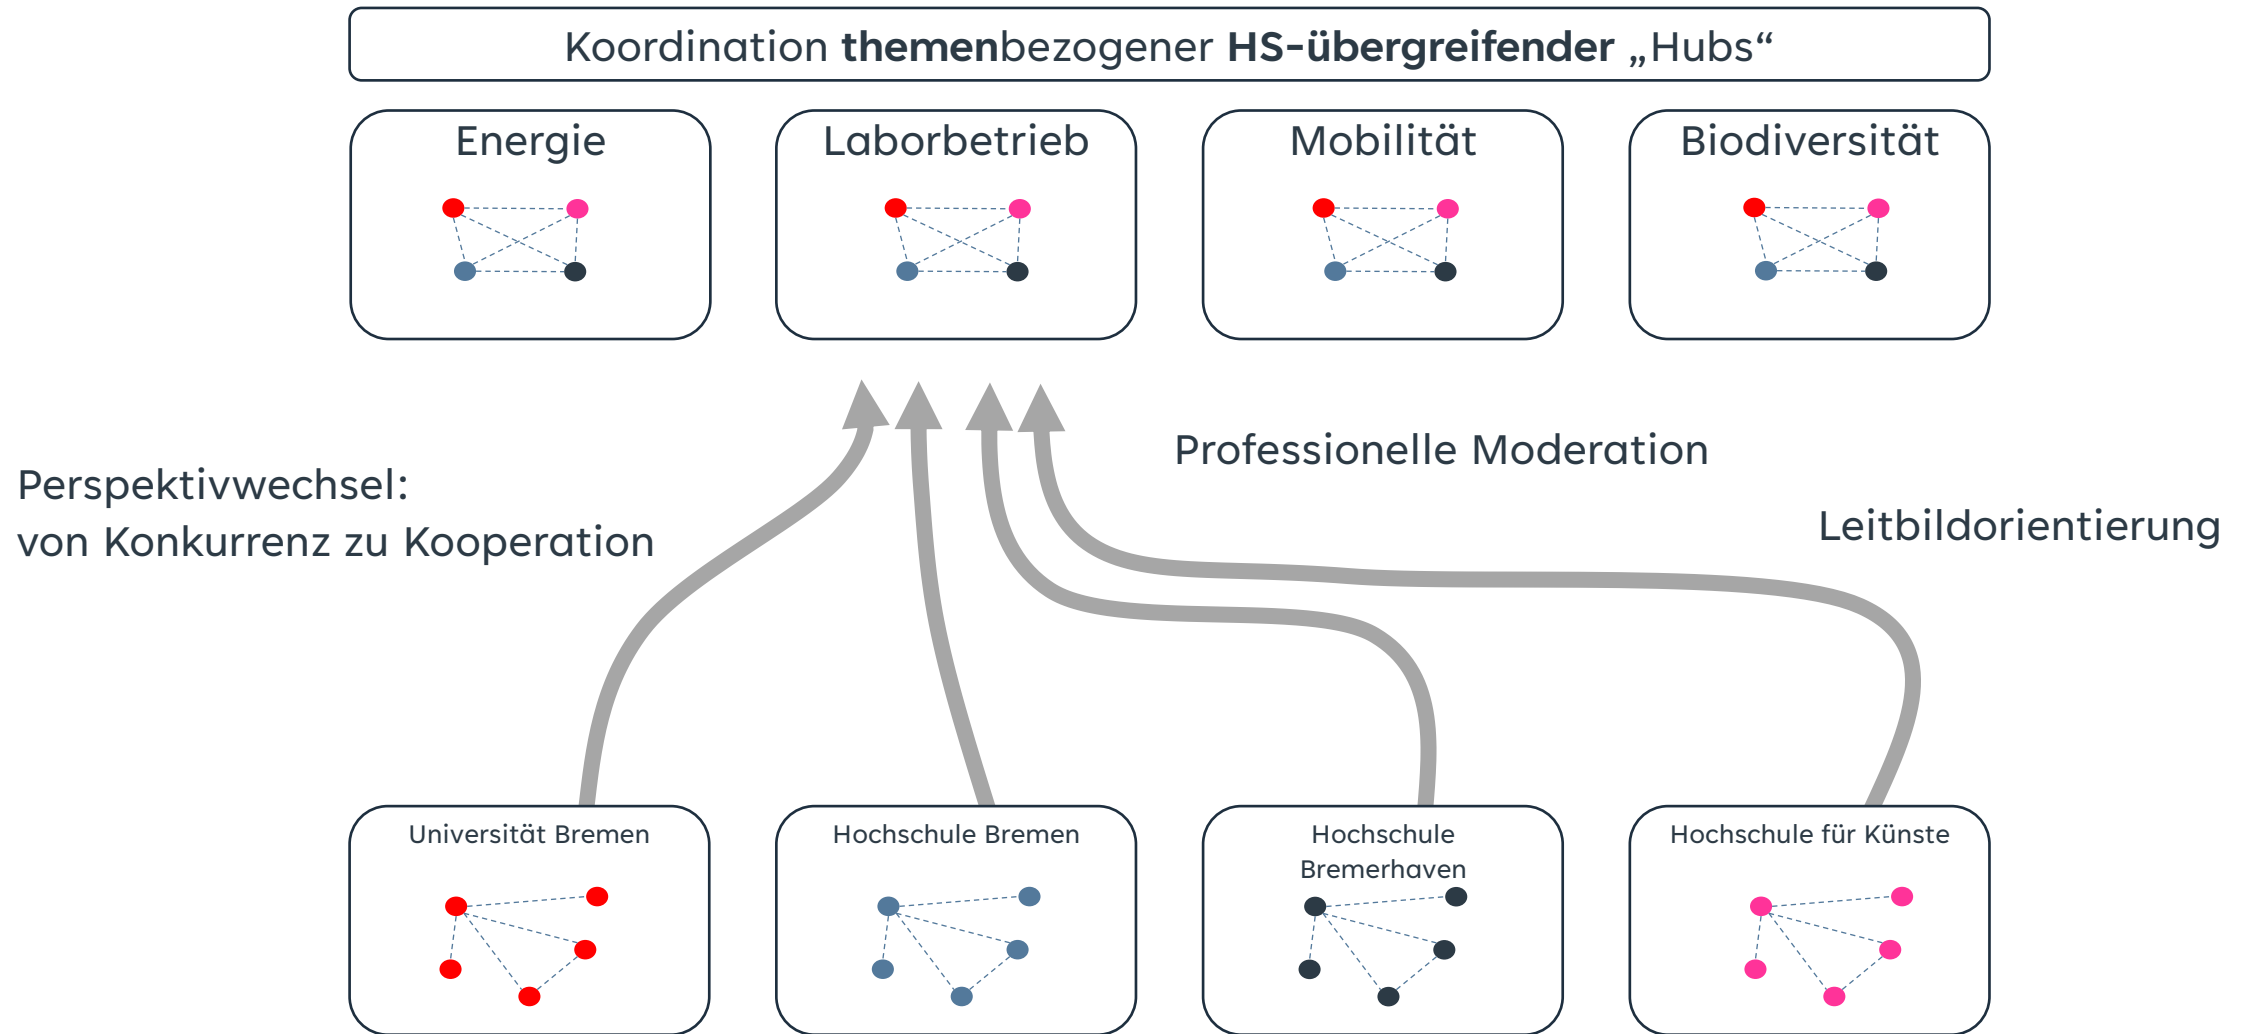 Koordination themenbezogener HS-übergreifender „Hubs“
Energie
Laborbetrieb
Mobilität
Biodiversität
Professionelle Moderation
Perspektivwechsel:
von Konkurrenz zu Kooperation
Leitbildorientierung
Universität Bremen
Hochschule Bremen
Hochschule
Bremerhaven
Hochschule für Künste